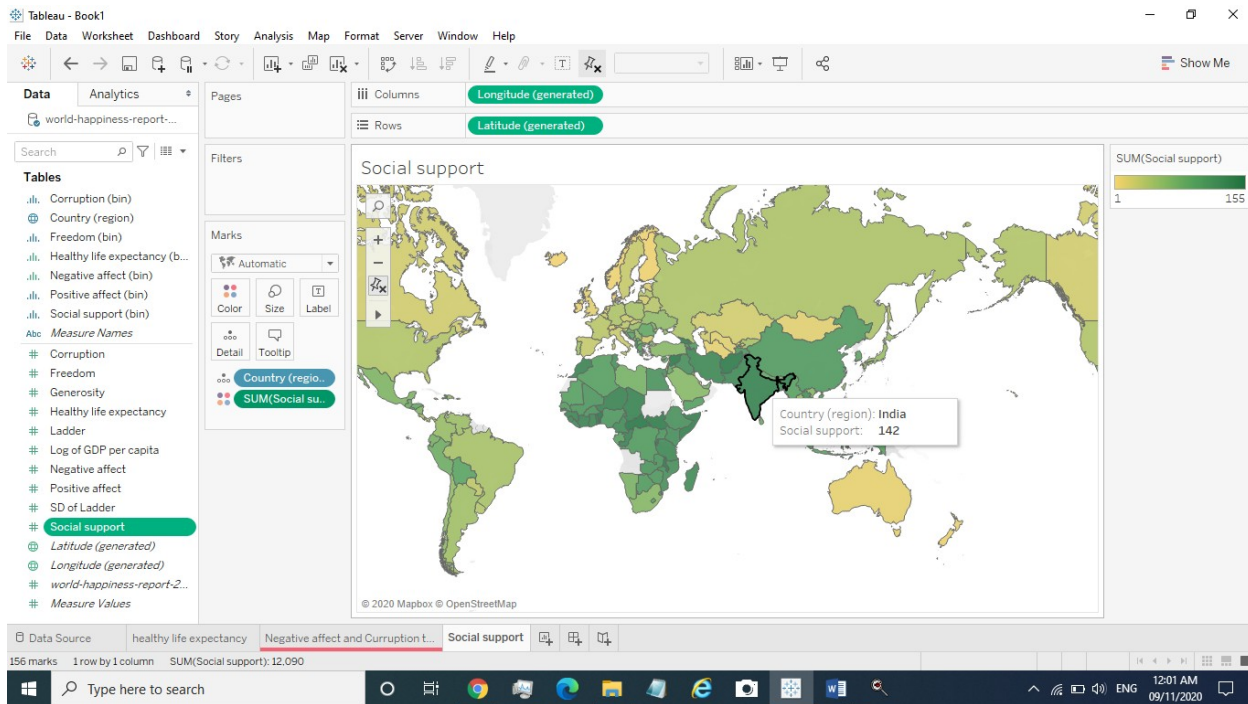 Tableau - Book1
File Data Worksheet Dashboard Story Analysis Map Format Server Window Help
Show Me
Data Analytics
world-happiness-report-...
Search
Tables
Corruption (bin)
Country (region)
Freedom (bin)
Healthy life expectancy (b...
Negative affect (bin)
Positive affect (bin)
Social support (bin)
Abc Measure Names
# Corruption
# Freedom
# Generosity
# Healthy life expectancy
# Ladder
# Log of GDP per capita
# Negative affect
# Positive affect
# SD of Ladder
# Social support
Latitude (generated)
Longitude (generated)
# world-happiness-report-2...
# Measure Values
Pages
Filters
Marks
Automatic
Color Size Label
Detail Tooltip
Country (regio..
SUM(Social su..
Columns Longitude (generated)
Rows Latitude (generated)
Social support
Country (region): India
Social support: 142
© 2020 Mapbox © OpenStreetMap
SUM(Social support)
1 155
Data Source healthy life expectancy Negative affect and Curruption t... Social support
156 marks 1 row by 1 column SUM(Social support): 12,090
Type here to search
ENG
12:01 AM
09/11/2020